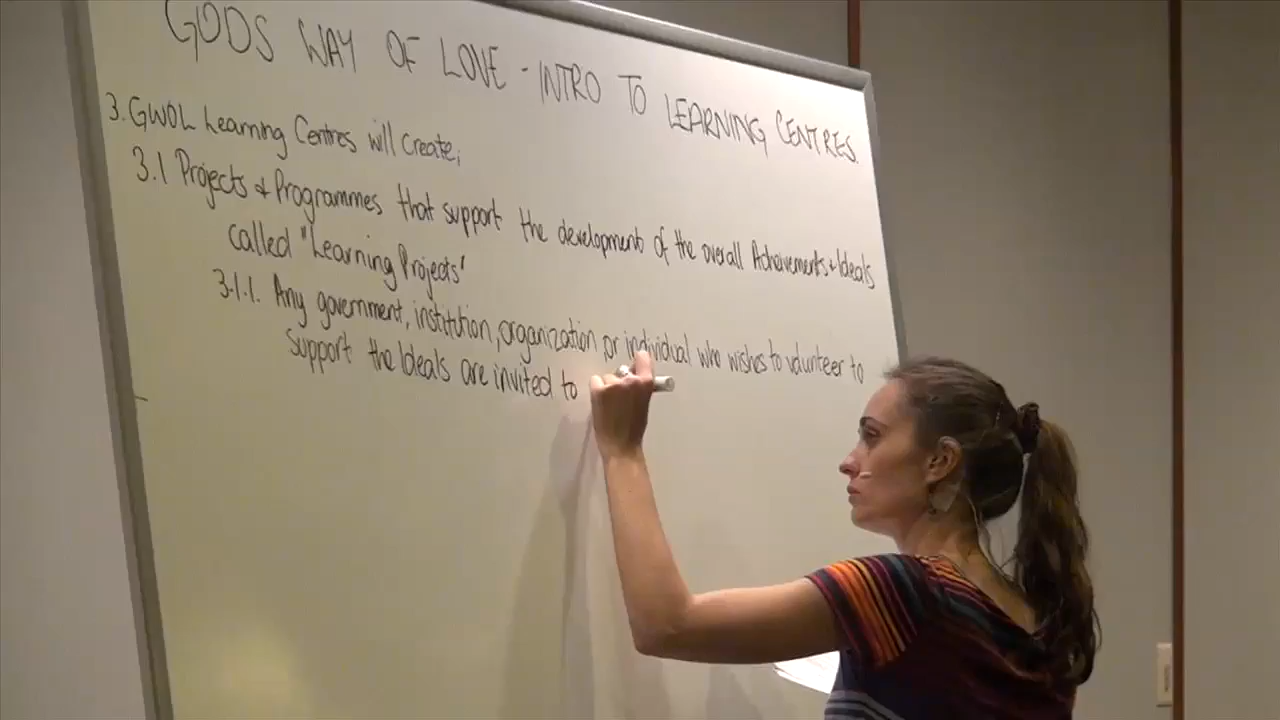 GODS WAY OF LOVE - INTRO TO LEARNING CENTRES.
3. GWOL Learning Centres will create;
3.1 Projects & Programmes that support the development of the overall Acheivements & Ideals
called "Learning Projects"
3.1.1. Any government, institution, organization, or individual who wishes to volunteer to
support the Ideals are invited to